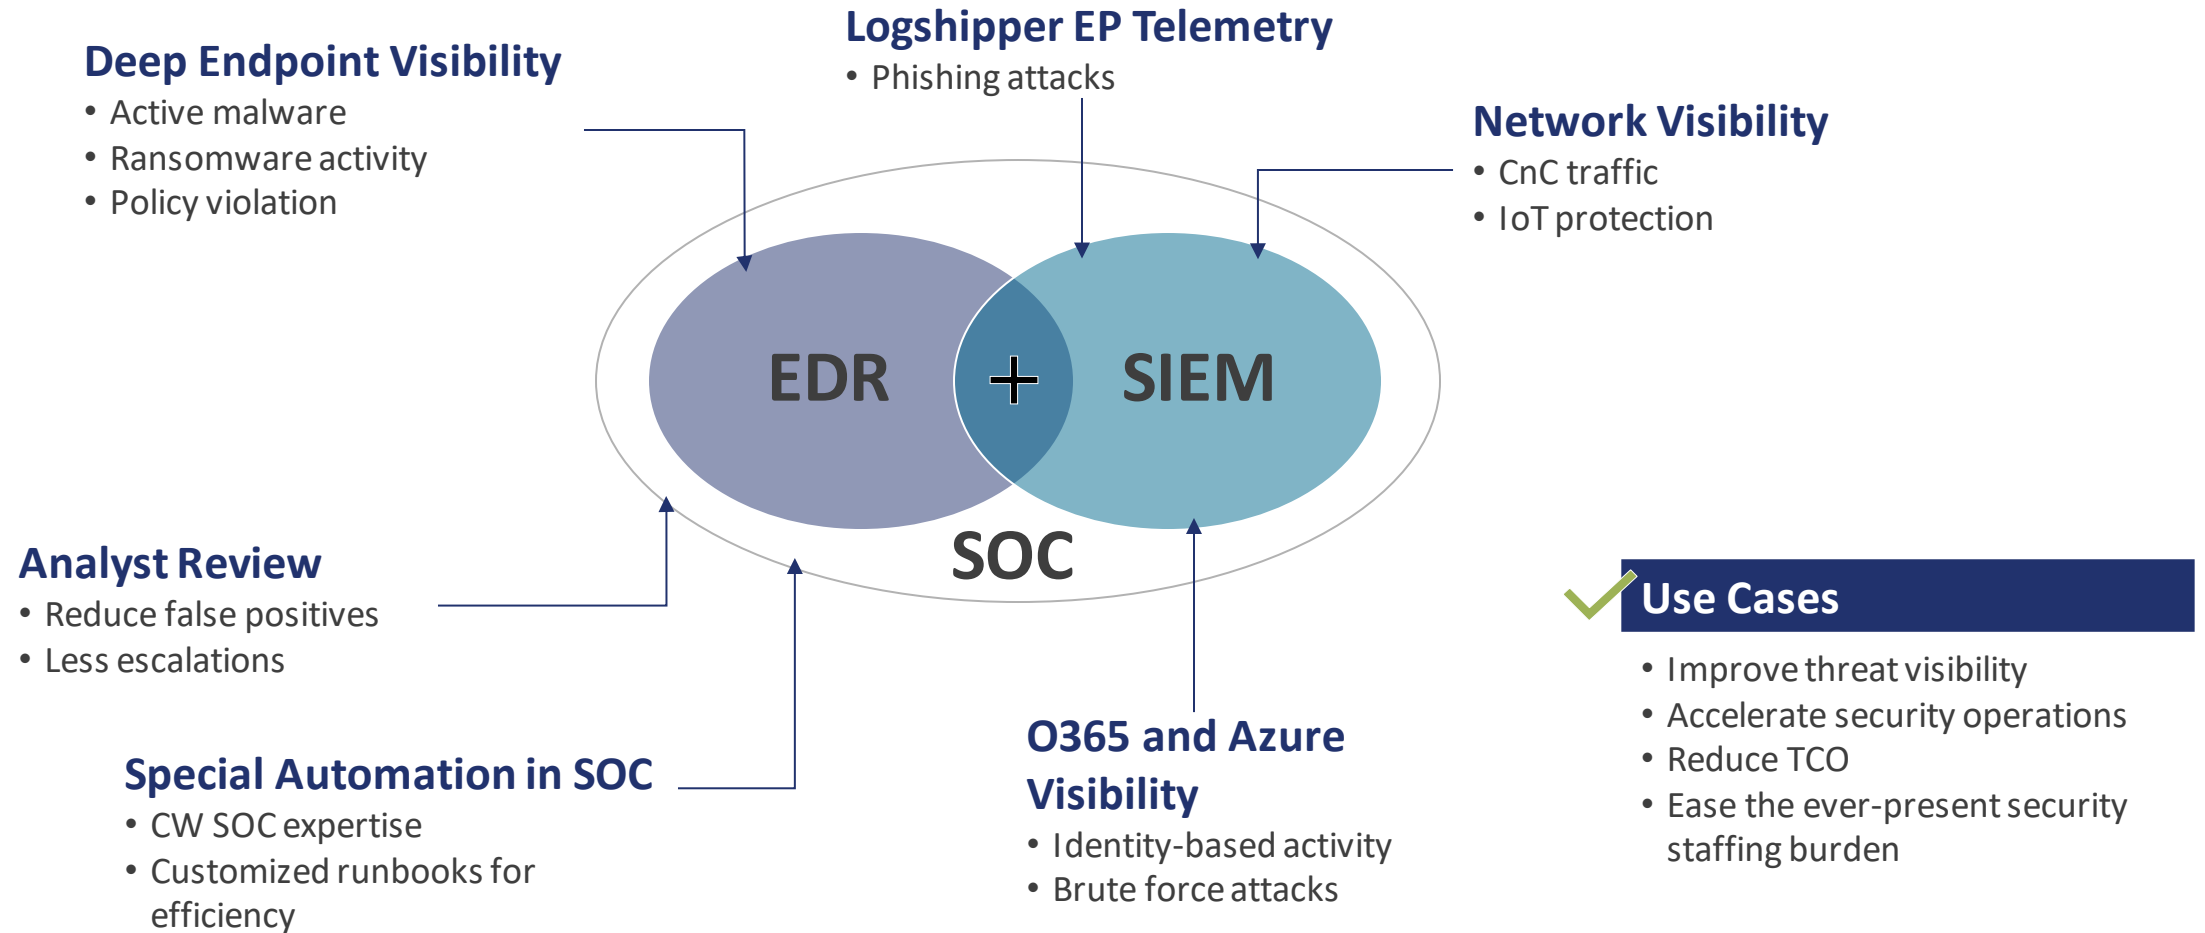 Logshipper EP Telemetry
• Phishing attacks
Deep Endpoint Visibility
• Active malware
• Ransomware activity
• Policy violation
Network Visibility
• CnC traffic
• IoT protection
EDR
+
SIEM
SOC
Analyst Review
• Reduce false positives
• Less escalations
Special Automation in SOC
• CW SOC expertise
• Customized runbooks for
efficiency
O365 and Azure
Visibility
• Identity-based activity
• Brute force attacks
Use Cases
• Improve threat visibility
• Accelerate security operations
• Reduce TCO
• Ease the ever-present security
staffing burden